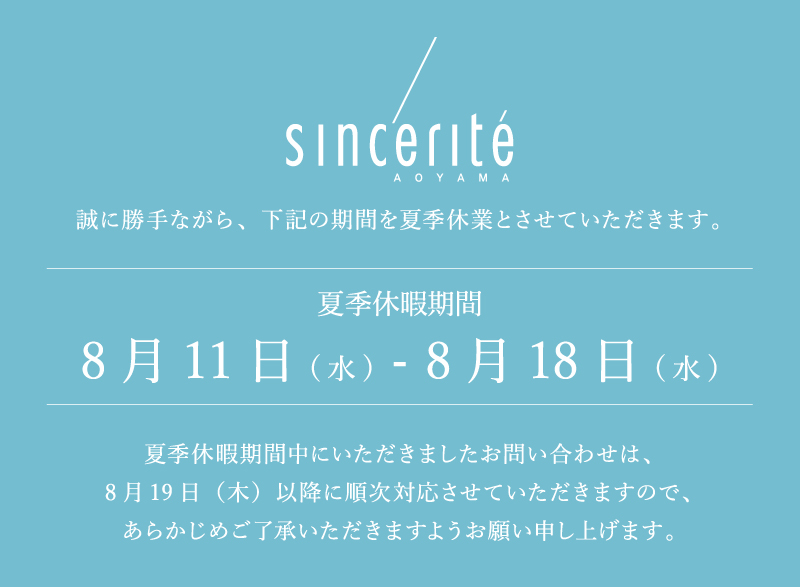 sincerité
AOYAMA
誠に勝手ながら、下記の期間を夏季休業とさせていただきます。
夏季休暇期間
8月11日（水）- 8月18日（水）
夏季休暇期間中にいただきましたお問い合わせは、
8月19日（木）以降に順次対応させていただきますので、
あらかじめご了承いただきますようお願い申し上げます。